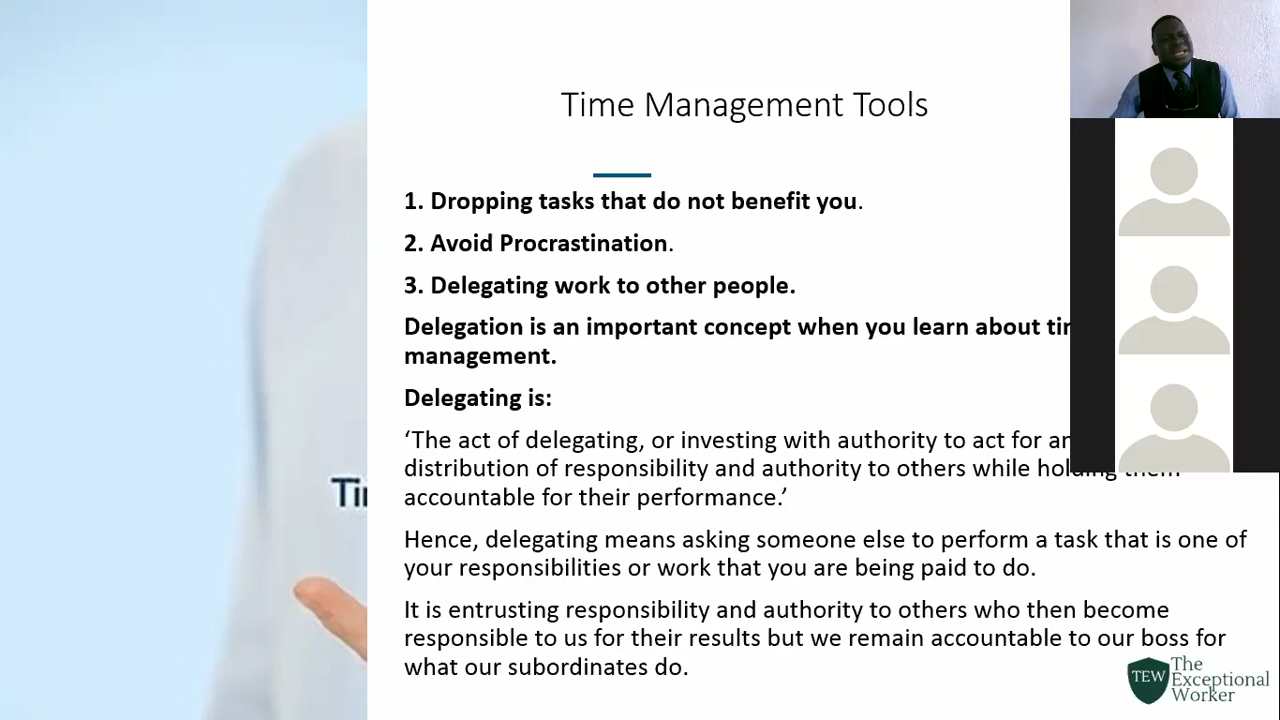 Time Management Tools
1. Dropping tasks that do not benefit you.
2. Avoid Procrastination.
3. Delegating work to other people.
Delegation is an important concept when you learn about
management.
Delegating is:
‘The act of delegating, or investing with authority to act for
distribution of responsibility and authority to others while holding them
accountable for their performance.’
Hence, delegating means asking someone else to perform a task that is one of
your responsibilities or work that you are being paid to do.
It is entrusting responsibility and authority to others who then become
responsible to us for their results but we remain accountable to our boss for
what our subordinates do.
TEW
The
Exceptional
Worker